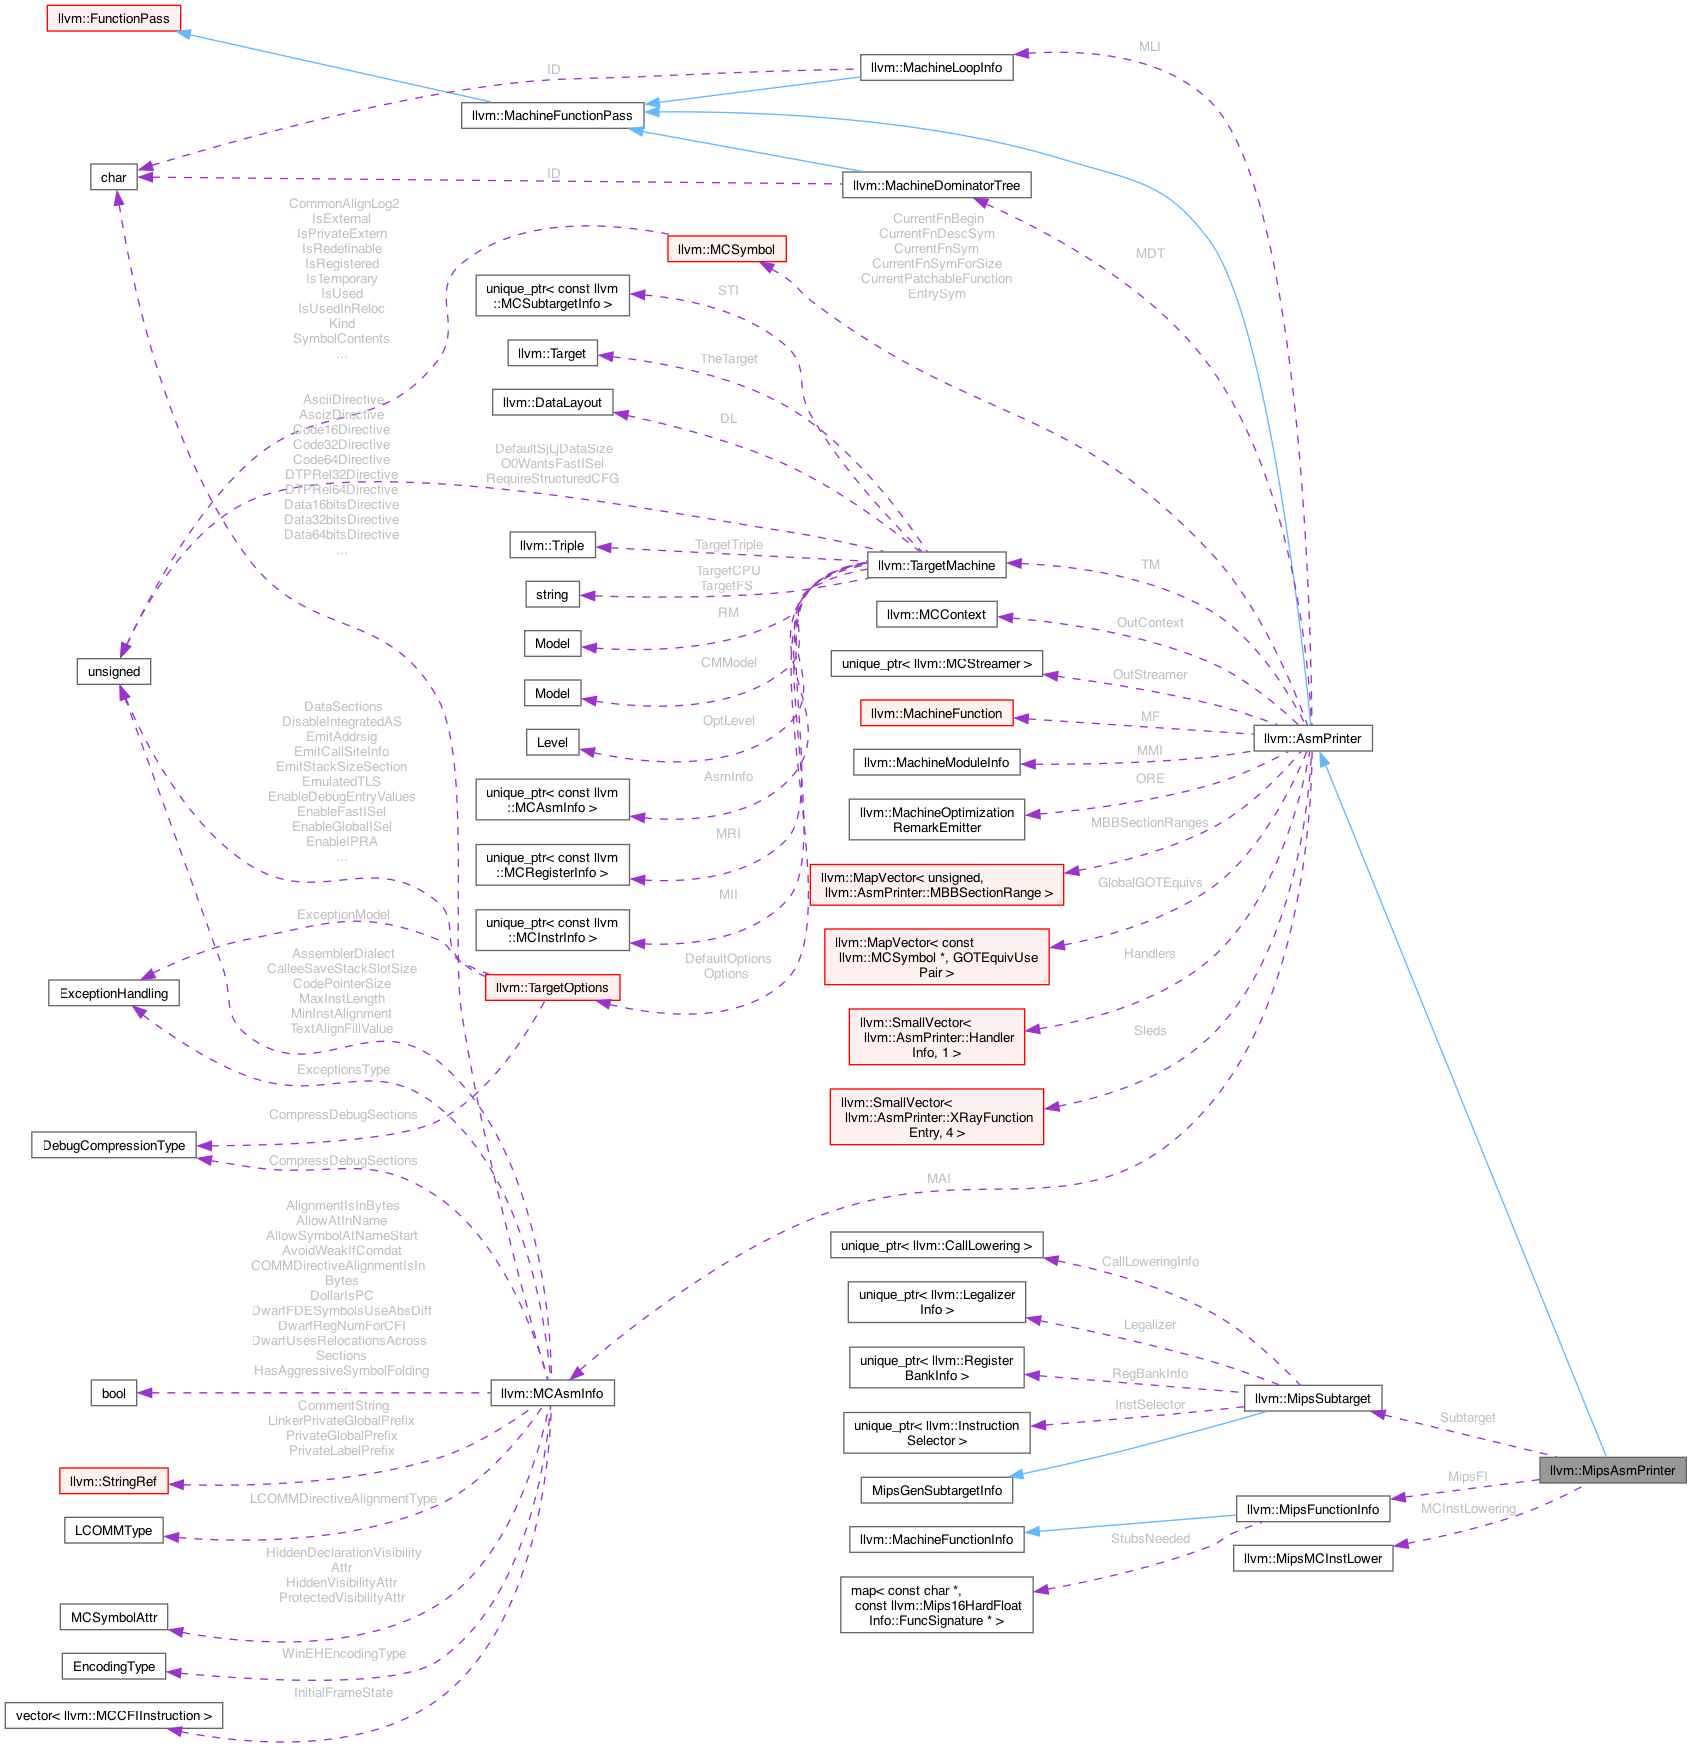 llvm::FunctionPass
MLI
llvm::MachineLoopInfo
ID
llvm::MachineFunctionPass
char
ID
llvm::MachineDominatorTree
CommonAlignLog2
IsExternal
IsPrivateExtern
IsRedefinable
IsRegistered
IsTemporary
IsUsed
IsUsedInReloc
Kind
SymbolContents
...
llvm::MCSymbol
CurrentFnBegin
CurrentFnDescSym
CurrentFnSym
CurrentFnSymForSize
CurrentPatchableFunction
EntrySym
MDT
unique_ptr< const llvm
::MCSubtargetInfo >
STI
llvm::Target
TheTarget
llvm::DataLayout
DL
AsciiDirective
AscizDirective
Code16Directive
Code32Directive
Code64Directive
DTPRel32Directive
DTPRel64Directive
Data16bitsDirective
Data32bitsDirective
Data64bitsDirective
...
DefaultSjLjDataSize
O0WantsFastISel
RequireStructuredCFG
llvm::Triple
TargetTriple
llvm::TargetMachine
TM
string
TargetCPU
TargetFS
Model
RM
llvm::MCContext
OutContext
unsigned
Model
CMModel
unique_ptr< llvm::MCStreamer >
OutStreamer
DataSections
DisableIntegratedAS
EmitAddrsig
EmitCallSiteInfo
EmitStackSizeSection
EmulatedTLS
EnableDebugEntryValues
EnableFastISel
EnableGlobalISel
EnableIPRA
...
Level
OptLevel
llvm::MachineFunction
MF
llvm::AsmPrinter
llvm::MachineModuleInfo
MMI
unique_ptr< const llvm
::MCAsmInfo >
AsmInfo
ORE
llvm::MachineOptimization
RemarkEmitter
unique_ptr< const llvm
::MCRegisterInfo >
MRI
MBBSectionRanges
llvm::MapVector< unsigned,
llvm::AsmPrinter::MBBSectionRange >
unique_ptr< const llvm
::MCInstrInfo >
MII
GlobalGOTEquivs
llvm::MapVector< const
llvm::MCSymbol *, GOTEquivUse
Pair >
ExceptionModel
AssemblerDialect
CalleeSaveStackSlotSize
CodePointerSize
MaxInstLength
MinInstAlignment
TextAlignFillValue
DefaultOptions
Options
Handlers
ExceptionHandling
llvm::TargetOptions
llvm::SmallVector<
llvm::AsmPrinter::Handler
Info, 1 >
Sleds
ExceptionsType
llvm::SmallVector<
llvm::AsmPrinter::XRayFunction
Entry, 4 >
CompressDebugSections
DebugCompressionType
CompressDebugSections
MAI
AlignmentIsInBytes
AllowAtInName
AllowSymbolAtNameStart
AvoidWeakIfComdat
COMMDirectiveAlignmentIsIn
Bytes
DollarIsPC
DwarfFDESymbolsUseAbsDiff
DwarfRegNumForCFI
DwarfUsesRelocationsAcross
Sections
HasAggressiveSymbolFolding
...
unique_ptr< llvm::CallLowering >
CallLoweringInfo
unique_ptr< llvm::Legalizer
Info >
Legalizer
unique_ptr< llvm::Register
BankInfo >
RegBankInfo
bool
llvm::MCAsmInfo
llvm::MipsSubtarget
CommentString
LinkerPrivateGlobalPrefix
PrivateGlobalPrefix
PrivateLabelPrefix
unique_ptr< llvm::Instruction
Selector >
InstSelector
Subtarget
llvm::StringRef
MipsGenSubtargetInfo
llvm::MipsAsmPrinter
LCOMMDirectiveAlignmentType
MipsFI
llvm::MipsFunctionInfo
MCInstLowering
LCOMMType
llvm::MachineFunctionInfo
StubsNeeded
HiddenDeclarationVisibility
Attr
HiddenVisibilityAttr
ProtectedVisibilityAttr
llvm::MipsMCInstLower
map< const char *,
const llvm::Mips16HardFloat
Info::FuncSignature * >
MCSymbolAttr
WinEHEncodingType
EncodingType
InitialFrameState
vector< llvm::MCCFIInstruction >